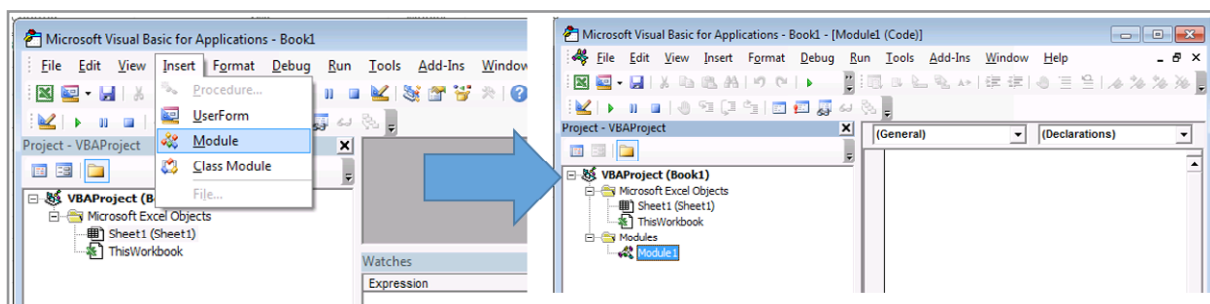 Microsoft Visual Basic for Applications - Book1
File Edit View Insert Format Debug Run Tools Add-Ins Window
Procedure...
UserForm
Module
Class Module
File...
Project - VBAProject
VBAProject (B
Microsoft Excel Objects
Sheet1 (Sheet1)
ThisWorkbook
Watches
Expression
Microsoft Visual Basic for Applications - Book1 - [Module1 (Code)]
File Edit View Insert Format Debug Run Tools Add-Ins Window Help
Project - VBAProject
(General) (Declarations)
VBAProject (Book1)
Microsoft Excel Objects
Sheet1 (Sheet1)
ThisWorkbook
Modules
Module1